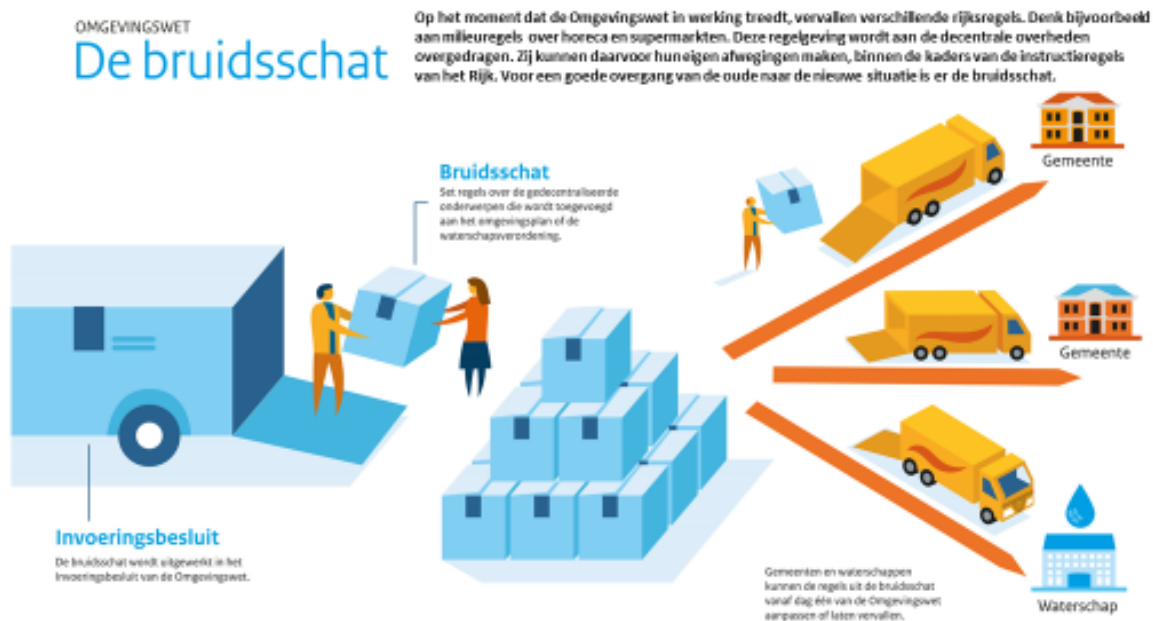 OMGEVINGSWET
De bruidsschat
Op het moment dat de Omgevingswet in werking treedt, vervallen verschillende rijksregels. Denk bijvoorbeeld
aan milieuregels over horeca en supermarkten. Deze regelgeving wordt aan de decentrale overheden
overgedragen. Zij kunnen daarvoor hun eigen afwegingen maken, binnen de kaders van de instructieregels
van het Rijk. Voor een goede overgang van de oude naar de nieuwe situatie is er de bruidsschat.
Gemeente
Bruidsschat
Set regels over de gedecentraliseerde
onderwerpen die wordt toegevoegd
aan het omgevingsplan of de
waterschapsverordening.
Gemeente
Invoeringsbesluit
De bruidsschat wordt uitgewerkt in het
Invoeringsbesluit van de Omgevingswet.
Gemeenten en waterschappen
kunnen de regels uit de bruidsschat
vanaf dag één van de Omgevingswet
aanpassen of laten vervallen.
Waterschap